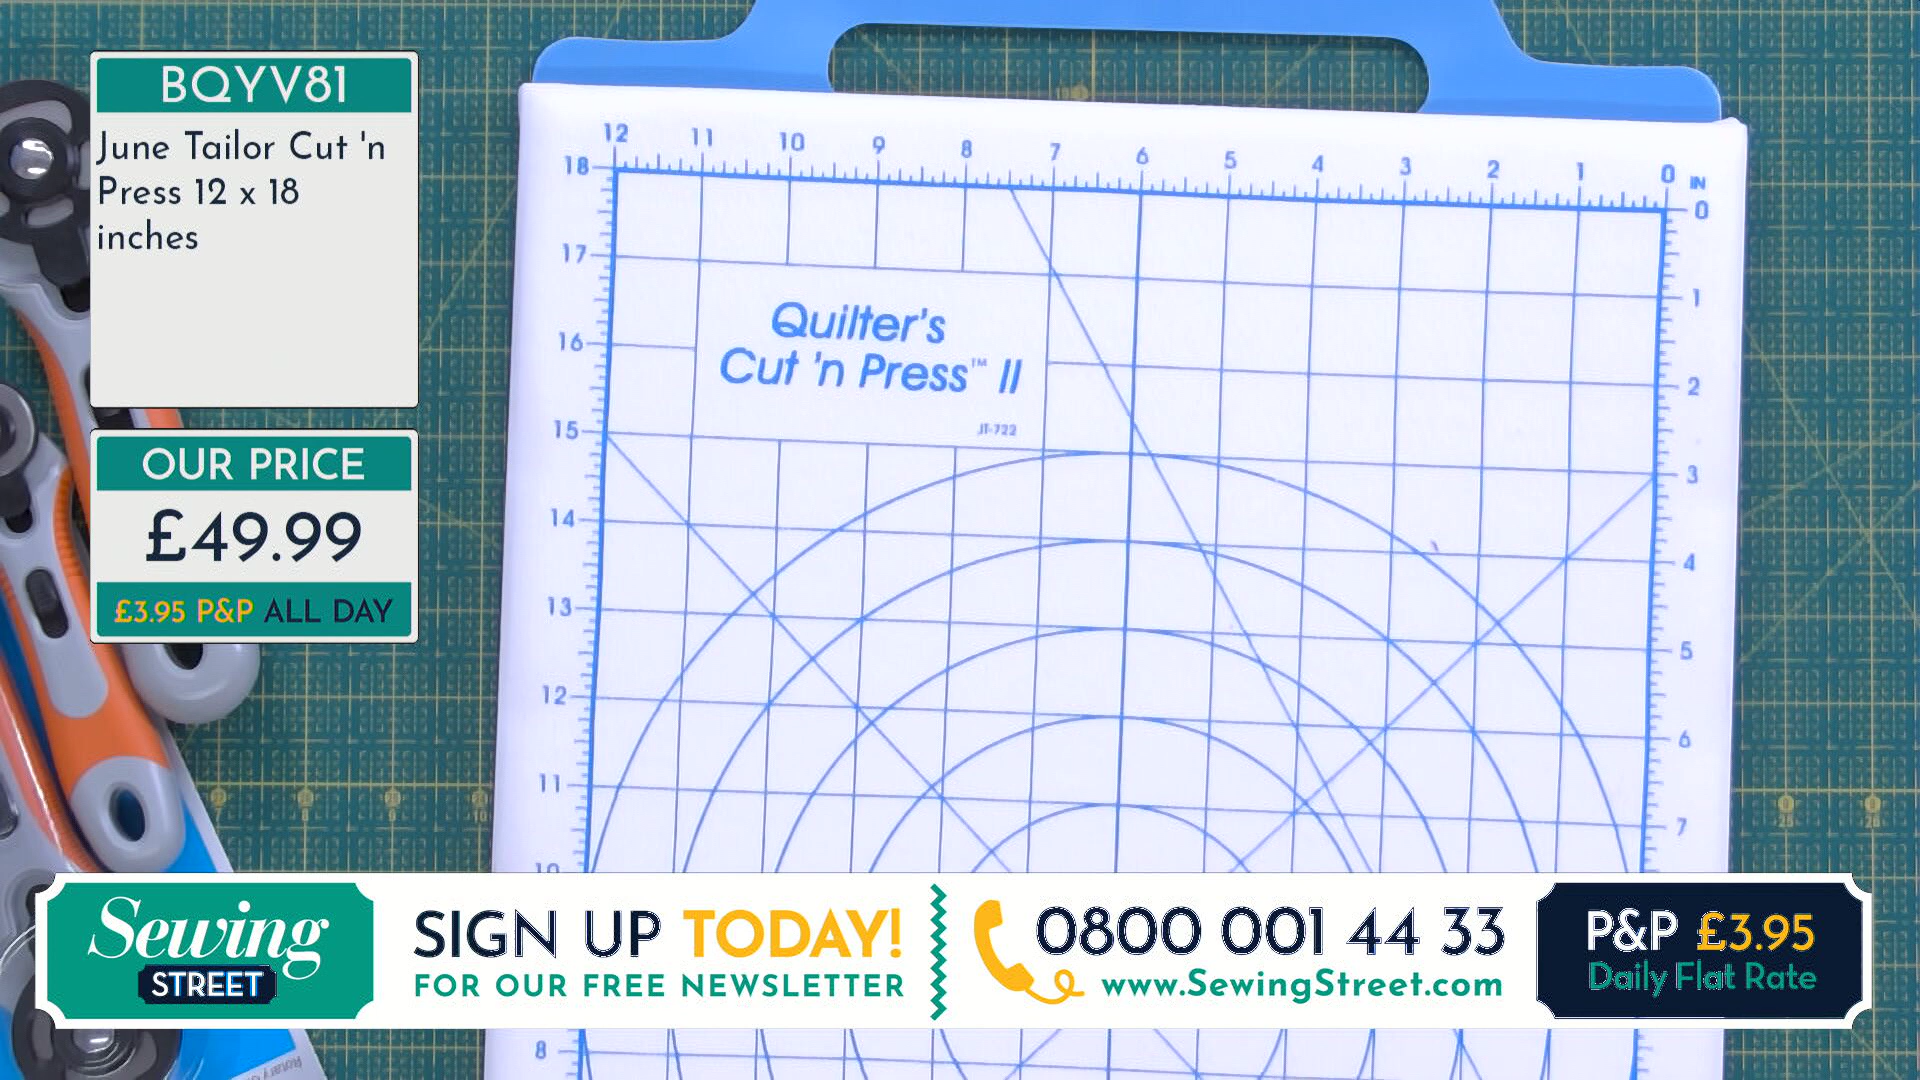 BQYV81
June Tailor Cut 'n
Press 12 x 18
inches
OUR PRICE
£49.99
£3.95 P&P ALL DAY
12 11 10 9 8 7 6 5 4 3 2 1 0 IN
18
17
16
15
14
13
12
11
10
8
0
1
2
3
4
5
6
7
Quilter's
Cut 'n Press™ II
JT-722
Sewing
STREET
SIGN UP TODAY!
FOR OUR FREE NEWSLETTER
0800 001 44 33
www.SewingStreet.com
P&P £3.95
Daily Flat Rate